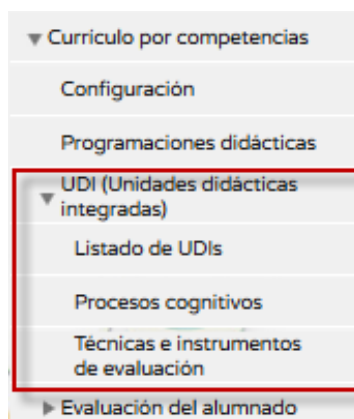 Curriculo por competencias
Configuración
Programaciones didácticas
UDI (Unidades didácticas
integradas)
Listado de UDIs
Procesos cognitivos
Técnicas e instrumentos
de evaluación
Evaluación del alumnado